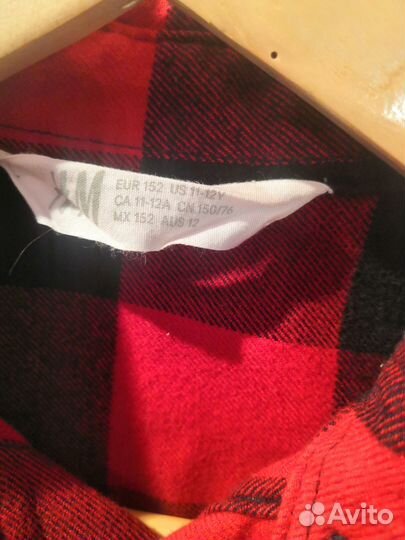 H&M
EUR 152 US 11-12Y
CA 11-12A CN 150/76
MX 152 AUS 12
Avito